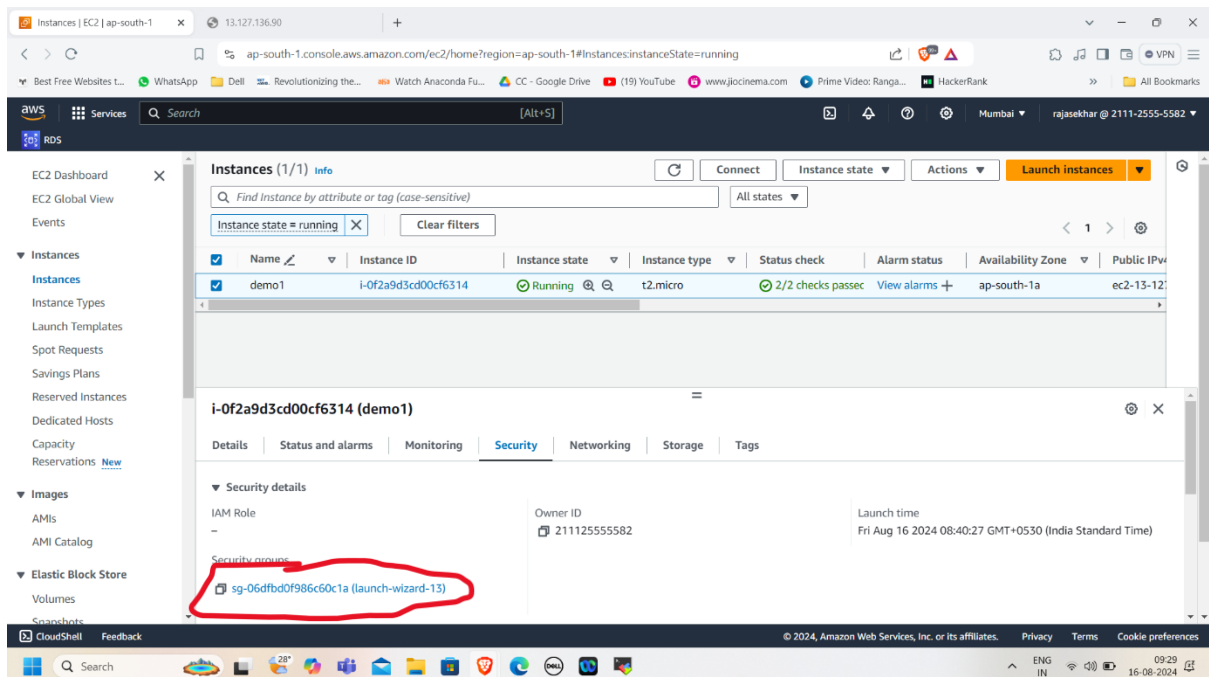 Instances | EC2 | ap-south-1
13.127.136.90
ap-south-1.console.aws.amazon.com/ec2/home?region=ap-south-1#Instances:instanceState=running
VPN
Best Free Websites t...
WhatsApp
Dell
Revolutionizing the...
Watch Anaconda Fu...
CC - Google Drive
(19) YouTube
www.jiocinema.com
Prime Video: Ranga...
HackerRank
All Bookmarks
aws
Services
Search
[Alt+S]
Mumbai
rajasekhar @ 2111-2555-5582
RDS
EC2 Dashboard
EC2 Global View
Events
Instances
Instances
Instance Types
Launch Templates
Spot Requests
Savings Plans
Reserved Instances
Dedicated Hosts
Capacity
Reservations New
Images
AMIs
AMI Catalog
Elastic Block Store
Volumes
Snapshots
Instances (1/1) Info
Connect
Instance state
Actions
Launch instances
Find Instance by attribute or tag (case-sensitive)
All states
Instance state = running
Clear filters
1
Name
Instance ID
Instance state
Instance type
Status check
Alarm status
Availability Zone
Public IPv4
demo1
i-0f2a9d3cd00cf6314
Running
t2.micro
2/2 checks passec
View alarms
ap-south-1a
ec2-13-127
i-0f2a9d3cd00cf6314 (demo1)
Details
Status and alarms
Monitoring
Security
Networking
Storage
Tags
Security details
IAM Role
–
Owner ID
211125555582
Launch time
Fri Aug 16 2024 08:40:27 GMT+0530 (India Standard Time)
Security groups
sg-06dfbd0f986c60c1a (launch-wizard-13)
CloudShell
Feedback
© 2024, Amazon Web Services, Inc. or its affiliates.
Privacy
Terms
Cookie preferences
Search
28°
DELL
ENG
IN
09:29
16-08-2024